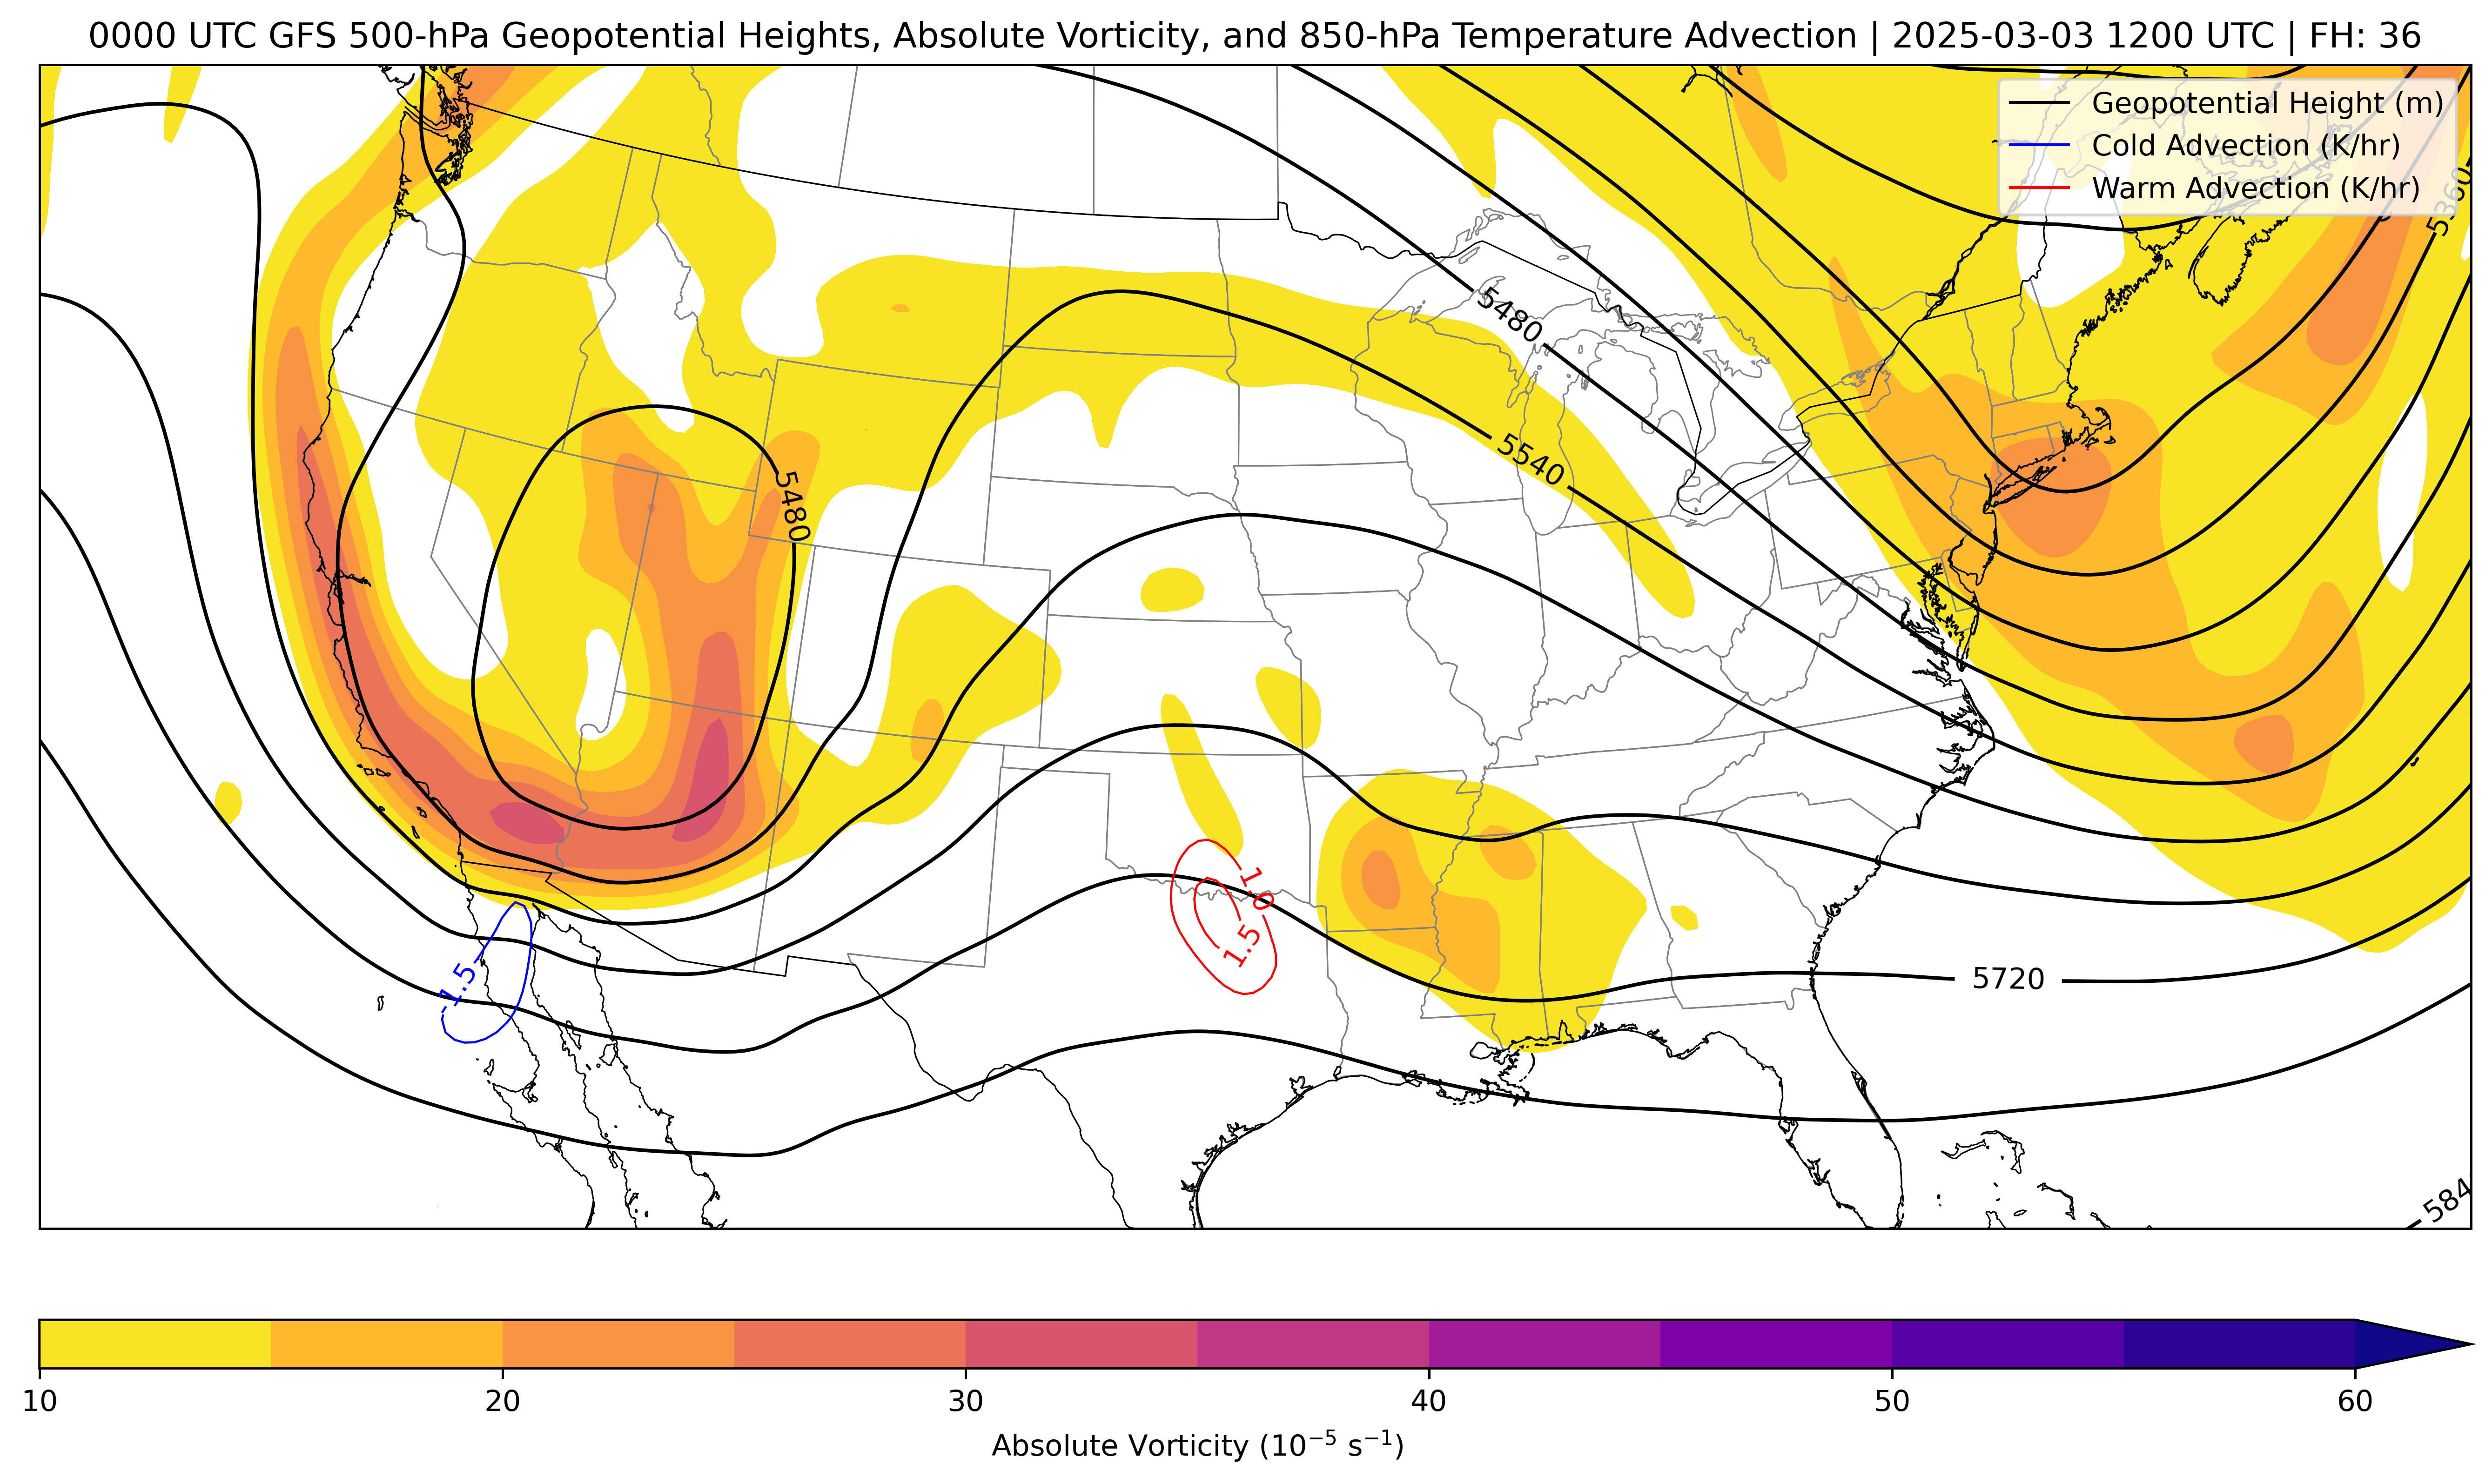 0000 UTC GFS 500-hPa Geopotential Heights, Absolute Vorticity, and 850-hPa Temperature Advection | 2025-03-03 1200 UTC | FH: 36
Geopotential Height (m)
Cold Advection (K/hr)
Warm Advection (K/hr)
5360
5480
5540
5480
1.0
1.5
-1.5
5720
584
10 20 30 40 50 60
Absolute Vorticity (10⁻⁵ s⁻¹)